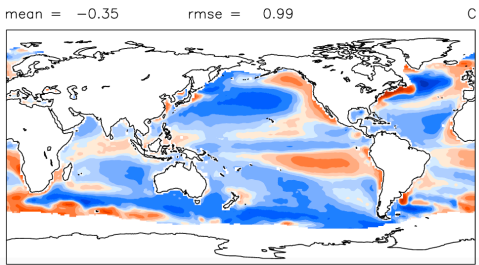 mean = -0.35 rmse = 0.99 C